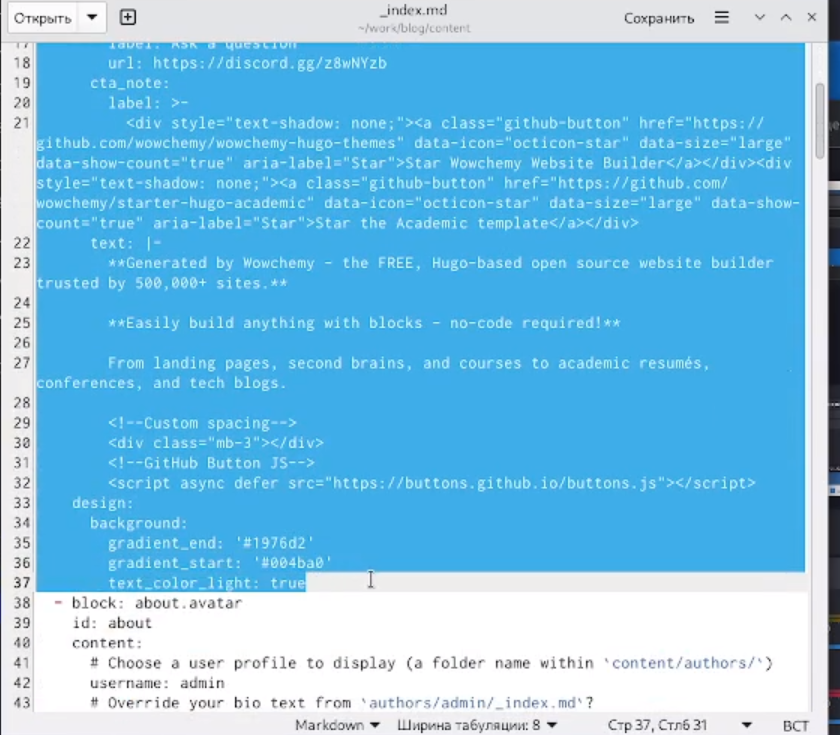 Открыть
_index.md
~/work/blog/content
Сохранить
17 label: Ask a question
18 url: https://discord.gg/z8wNYzb
19 cta_note:
20 label: >-
21 <div style="text-shadow: none;"><a class="github-button" href="https://
github.com/wowchemy/wowchemy-hugo-themes" data-icon="octicon-star" data-size="large"
data-show-count="true" aria-label="Star">Star Wowchemy Website Builder</a></div><div
style="text-shadow: none;"><a class="github-button" href="https://github.com/
wowchemy/starter-hugo-academic" data-icon="octicon-star" data-size="large" data-show-
count="true" aria-label="Star">Star the Academic template</a></div>
22 text: |-
23 **Generated by Wowchemy - the FREE, Hugo-based open source website builder
trusted by 500,000+ sites.**
24
25 **Easily build anything with blocks - no-code required!**
26
27 From landing pages, second brains, and courses to academic resumés,
conferences, and tech blogs.
28
29 <!--Custom spacing-->
30 <div class="mb-3"></div>
31 <!--GitHub Button JS-->
32 <script async defer src="https://buttons.github.io/buttons.js"></script>
33 design:
34 background:
35 gradient_end: '#1976d2'
36 gradient_start: '#004ba0'
37 text_color_light: true
38 - block: about.avatar
39 id: about
40 content:
41 # Choose a user profile to display (a folder name within `content/authors/`)
42 username: admin
43 # Override your bio text from `authors/admin/_index.md`?
Markdown
Ширина табуляции: 8
Стр 37, Стлб 31
ВСТ